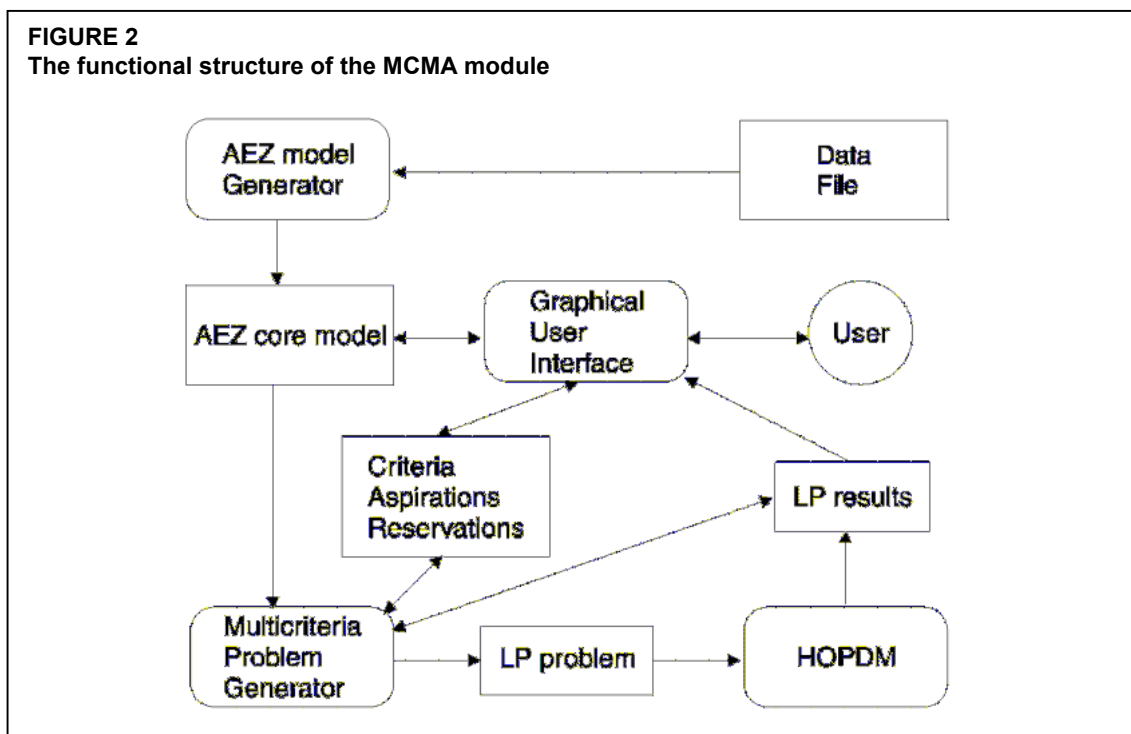 FIGURE 2
The functional structure of the MCMA module
AEZ model
Generator
Data
File
AEZ core model
Graphical
User
Interface
User
Criteria
Aspirations
Reservations
LP results
Multicriteria
Problem
Generator
LP problem
HOPDM